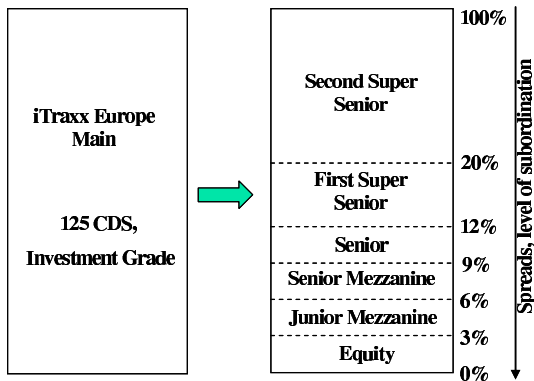 iTraxx Europe
Main
125 CDS,
Investment Grade
100%
Second Super
Senior
20%
First Super
Senior
12%
Senior
9%
Senior Mezzanine
6%
Junior Mezzanine
3%
Equity
0%
Spreads, level of subordination